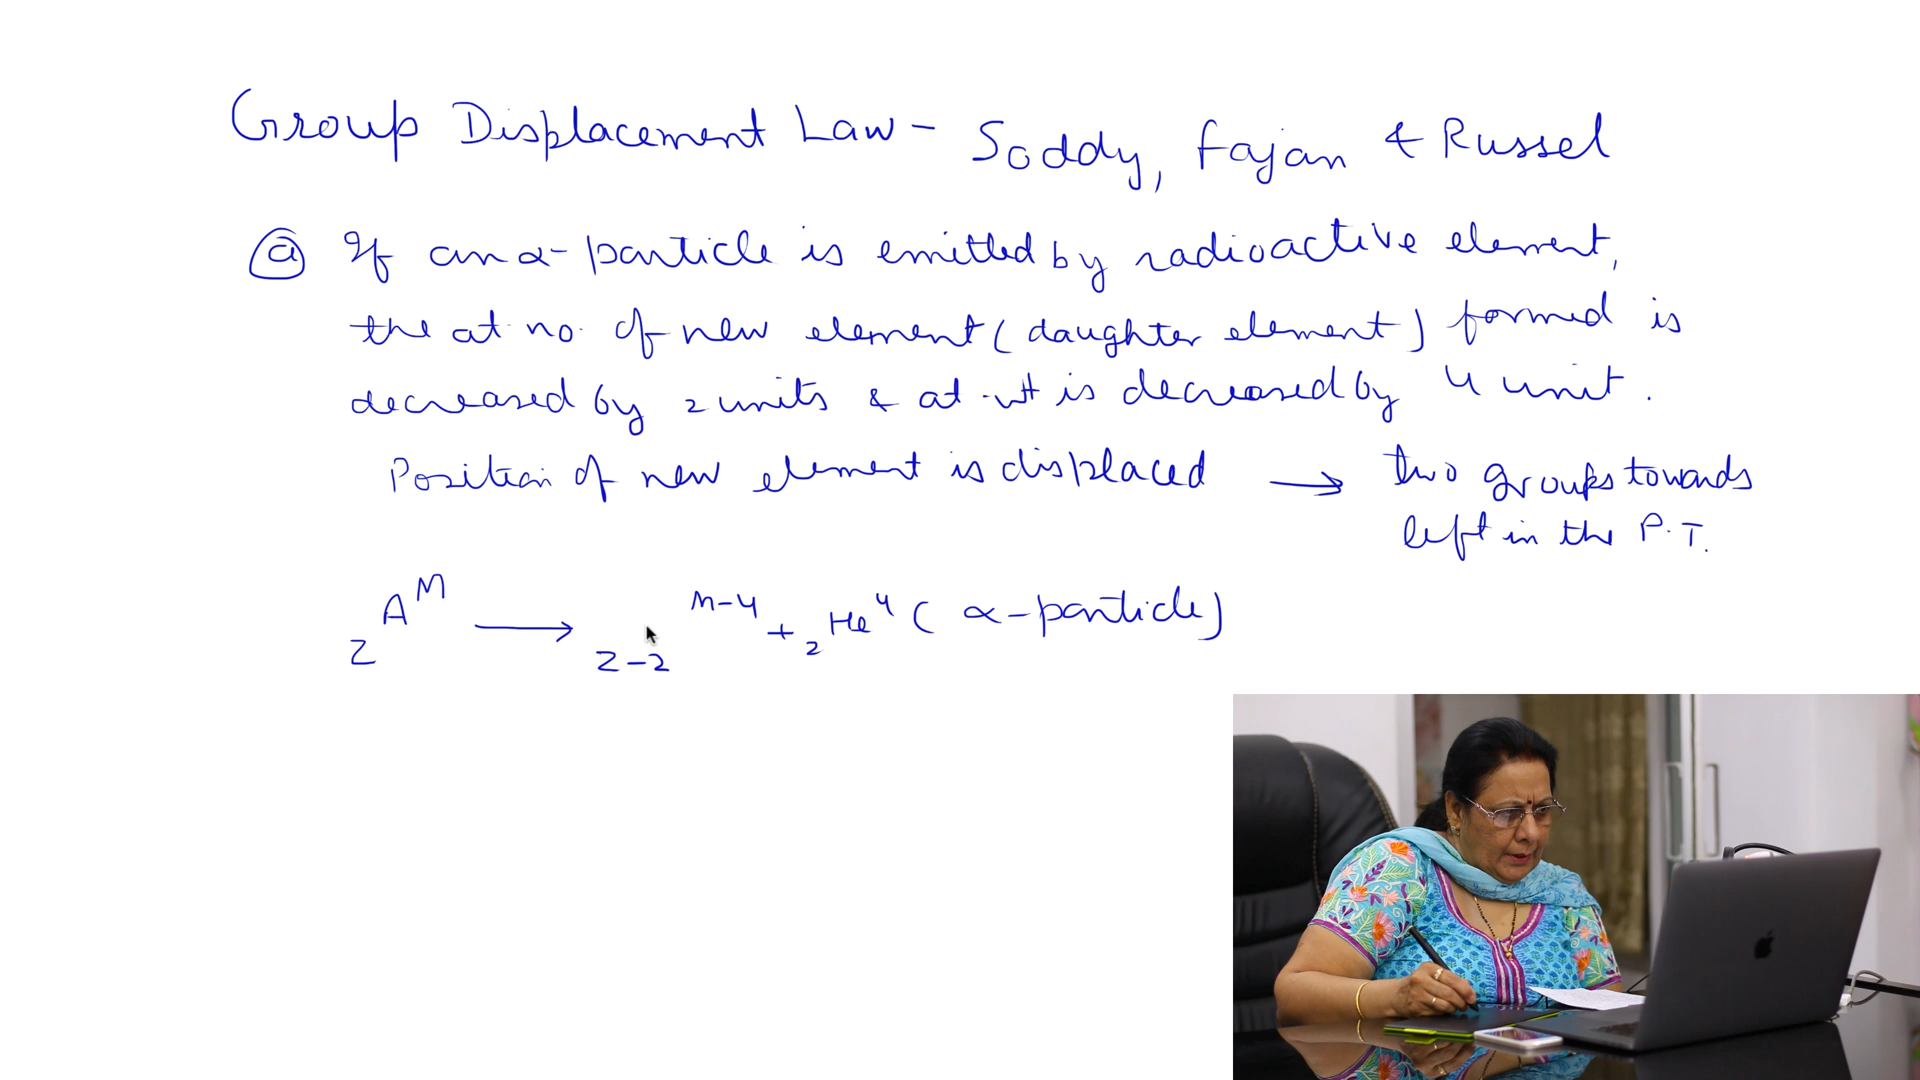 Group Displacement Law - Soddy, Fajan & Russel
ⓐ If an α-particle is emitted by radioactive element,
the at. no. of new element (daughter element) formed is
decreased by 2 units & at. wt is decreased by 4 unit.
Position of new element is displaced → two groups towards
left in the P.T.
zA^M → z-2^M-4 + 2He^4 (α-particle)